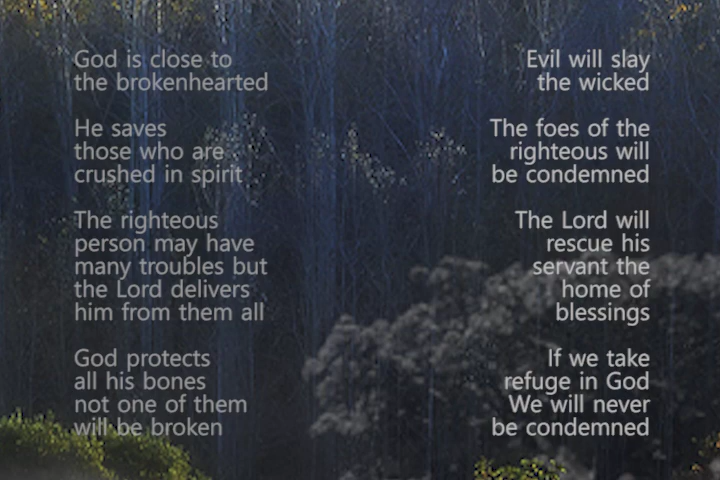 God is close to
the brokenhearted
He saves
those who are
crushed in spirit
The righteous
person may have
many troubles but
the Lord delivers
him from them all
God protects
all his bones
not one of them
will be broken
Evil will slay
the wicked
The foes of the
righteous will
be condemned
The Lord will
rescue his
servant the
home of
blessings
If we take
refuge in God
We will never
be condemned